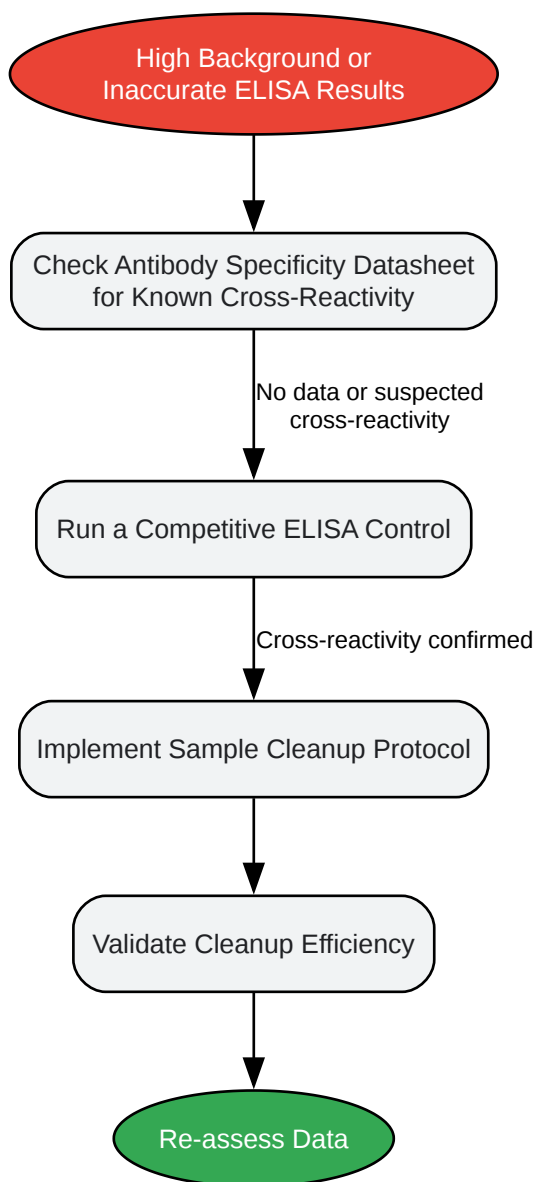 High Background or
Inaccurate ELISA Results
Check Antibody Specificity Datasheet
for Known Cross-Reactivity
No data or suspected
cross-reactivity
Run a Competitive ELISA Control
Cross-reactivity confirmed
Implement Sample Cleanup Protocol
Validate Cleanup Efficiency
Re-assess Data